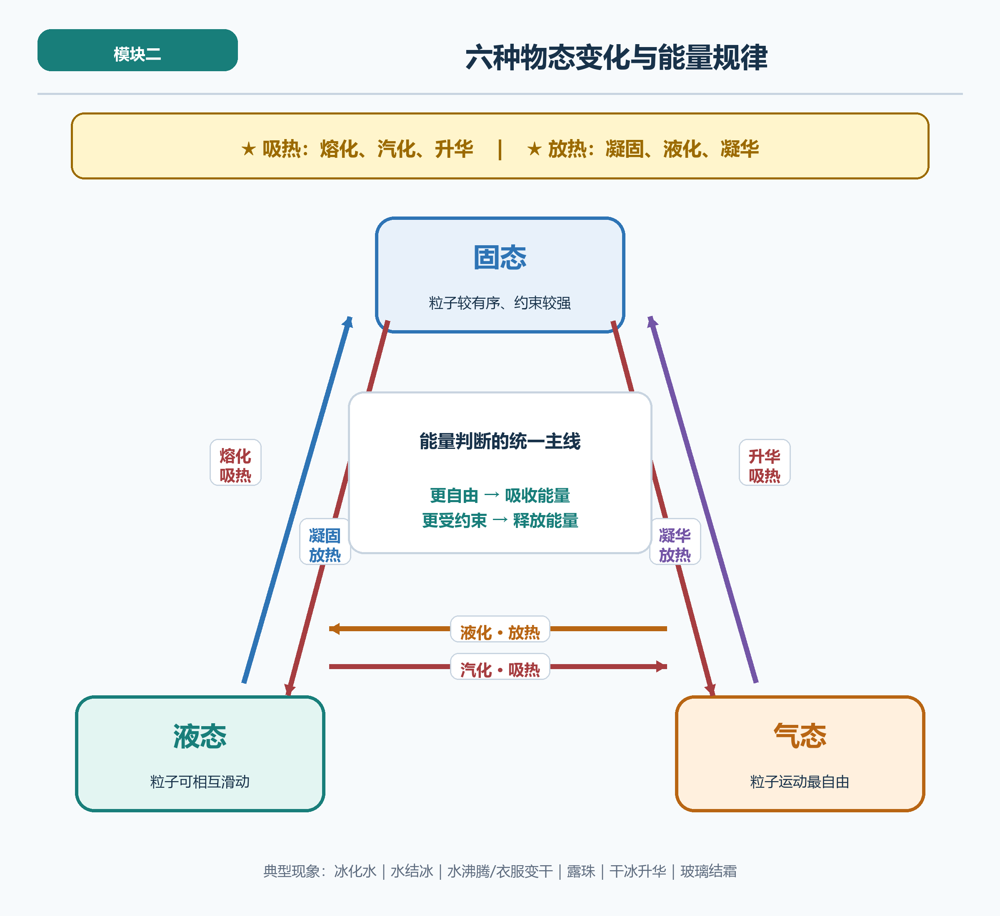 模块二
六种物态变化与能量规律
★ 吸热：熔化、汽化、升华 | ★ 放热：凝固、液化、凝华
固态
粒子较有序、约束较强
能量判断的统一主线
更自由 → 吸收能量
更受约束 → 释放能量
熔化
吸热
升华
吸热
凝固
放热
凝华
放热
液化・放热
汽化・吸热
液态
粒子可相互滑动
气态
粒子运动最自由
典型现象：冰化水 | 水结冰 | 水沸腾/衣服变干 | 露珠 | 干冰升华 | 玻璃结霜